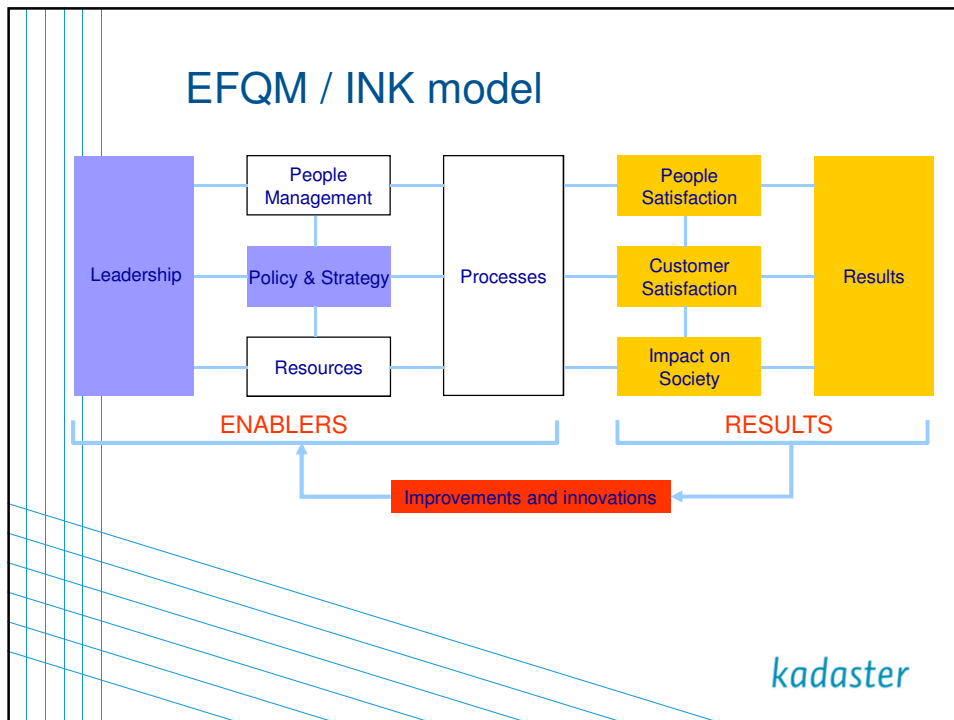 EFQM / INK model
People
Management
People
Satisfaction
Leadership
Policy & Strategy
Processes
Customer
Satisfaction
Results
Resources
Impact on
Society
ENABLERS
RESULTS
Improvements and innovations
kadaster